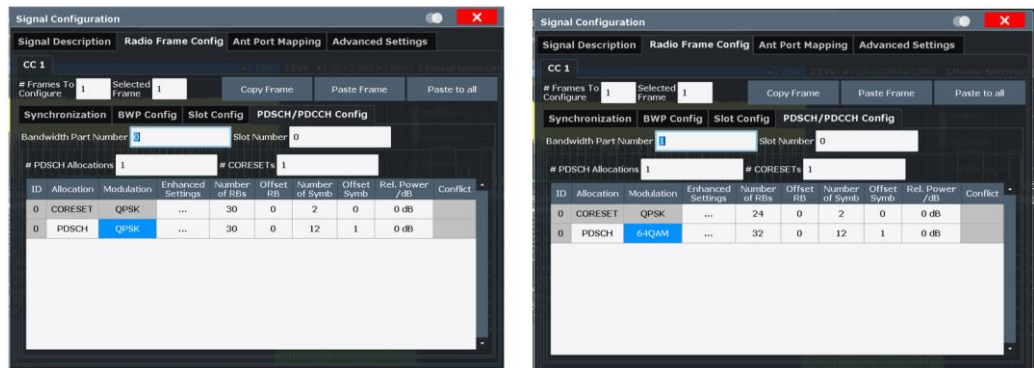 Signal Configuration
Signal Description Radio Frame Config Ant Port Mapping Advanced Settings
CC 1
# Frames To Configure 1 Selected Frame 1 Copy Frame Paste Frame Paste to all
Synchronization BWP Config Slot Config PDSCH/PDCCH Config
Bandwidth Part Number 0 Slot Number 0
# PDSCH Allocations 1 # CORESETs 1
ID Allocation Modulation Enhanced Settings Number of RBs Offset RB Number of Symb Offset Symb Rel. Power /dB Conflict
0 CORESET QPSK ... 30 0 2 0 0 dB
0 PDSCH QPSK ... 30 0 12 1 0 dB
Signal Configuration
Signal Description Radio Frame Config Ant Port Mapping Advanced Settings
CC 1
# Frames To Configure 1 Selected Frame 1 Copy Frame Paste Frame Paste to all
Synchronization BWP Config Slot Config PDSCH/PDCCH Config
Bandwidth Part Number 1 Slot Number 0
# PDSCH Allocations 1 # CORESETs 1
ID Allocation Modulation Enhanced Settings Number of RBs Offset RB Number of Symb Offset Symb Rel. Power /dB Conflict
0 CORESET QPSK ... 24 0 2 0 0 dB
0 PDSCH 64QAM ... 32 0 12 1 0 dB